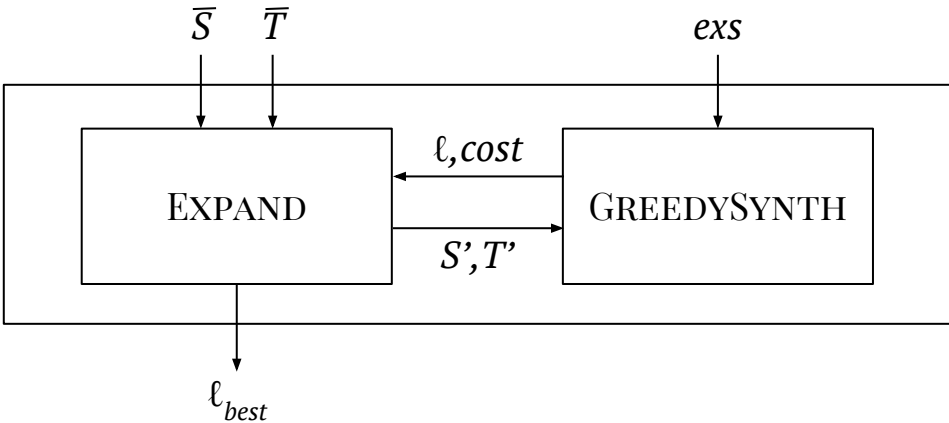 S̅ T̅ exs
ℓ,cost
EXPAND GREEDYSYNTH
S’,T’
ℓbest